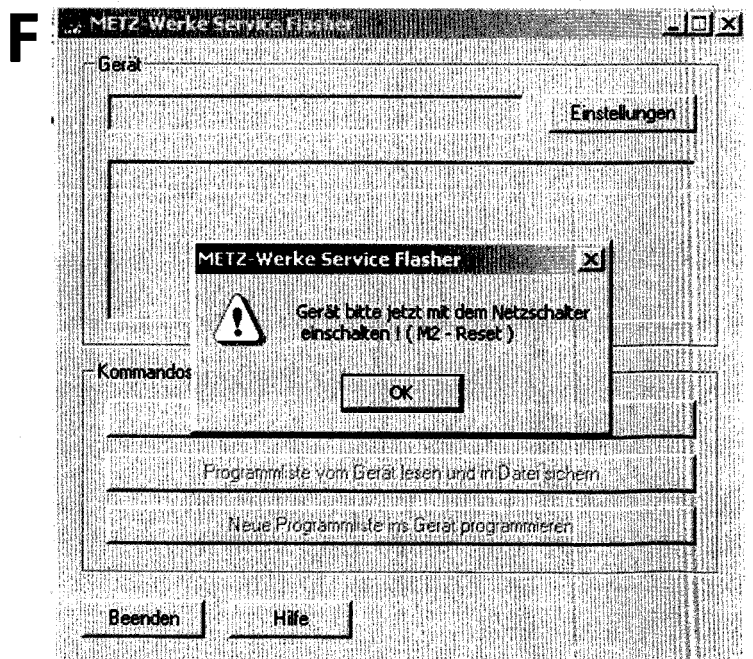 F
METZ-Werke Service Flasher
Gerät
Einstellungen
METZ-Werke Service Flasher
Gerät bitte jetzt mit dem Netzschalter
einschalten ! ( M2 - Reset )
OK
Kommandos
Programmliste vom Gerät lesen und in Datei sichern
Neue Programmliste ins Gerät programmieren
Beenden
Hilfe